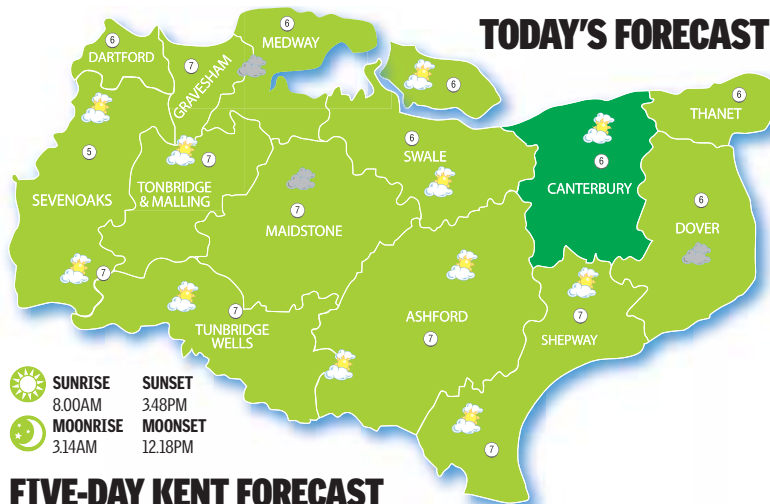 TODAY'S FORECAST
6
MEDWAY
6
DARTFORD
7
GRAVESHAM
6
6
THANET
5
SEVENOAKS
7
TONBRIDGE
& MALLING
6
SWALE
6
CANTERBURY
7
MAIDSTONE
6
DOVER
7
7
TUNBRIDGE
WELLS
ASHFORD
7
7
SHEPWAY
7
SUNRISE SUNSET
8.00AM 3.48PM
MOONRISE MOONSET
3.14AM 12.18PM
FIVE-DAY KENT FORECAST